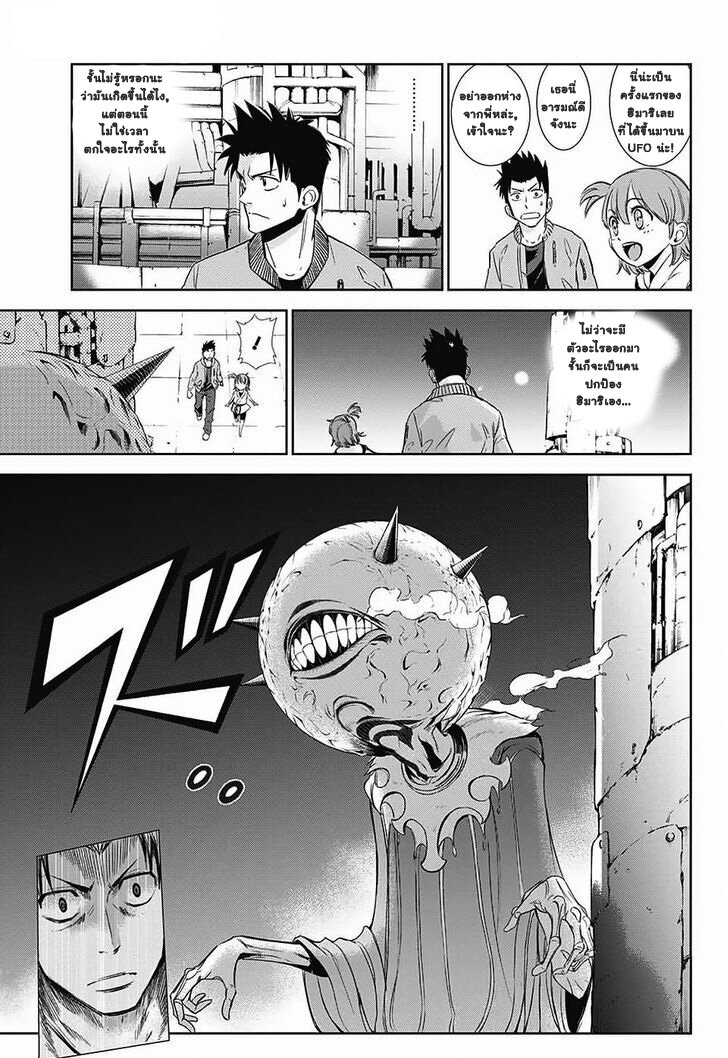 นี่น่ะเป็น
ครั้งแรกของ
ฮิมาริเลย
ที่ได้ขึ้นมาบน
UFO น่ะ!
เธอนี่
อารมณ์ดี
จังนะ
อย่าออกห่าง
จากพี่หล่ะ,
เข้าใจนะ?
ชั้นไม่รู้หรอกนะ
ว่ามันเกิดขึ้นได้ไง,
แต่ตอนนี้
ไม่ใช่เวลา
ตกใจอะไรทั้งนั้น
.........
ไม่ว่าจะมี
ตัวอะไรออกมา
ชั้นก็จะเป็นคน
ปกป้อง
ฮิมาริเอง...
!
ズ"